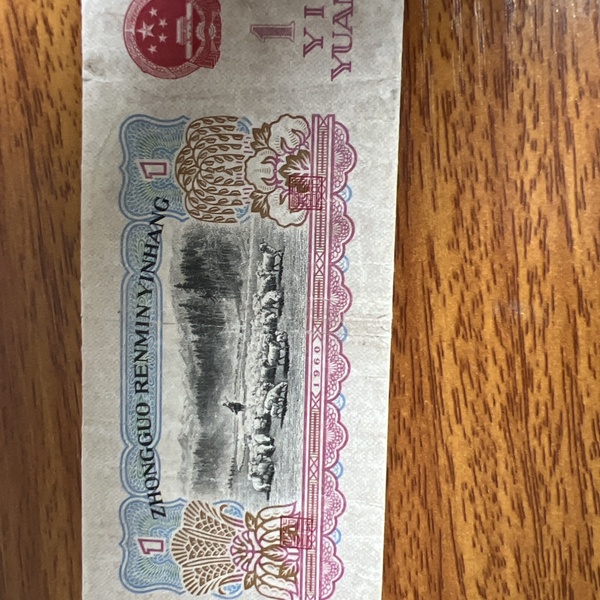 ZHONGGUO RENMIN YINHANG
1
1
1960
1
YI
YUAN